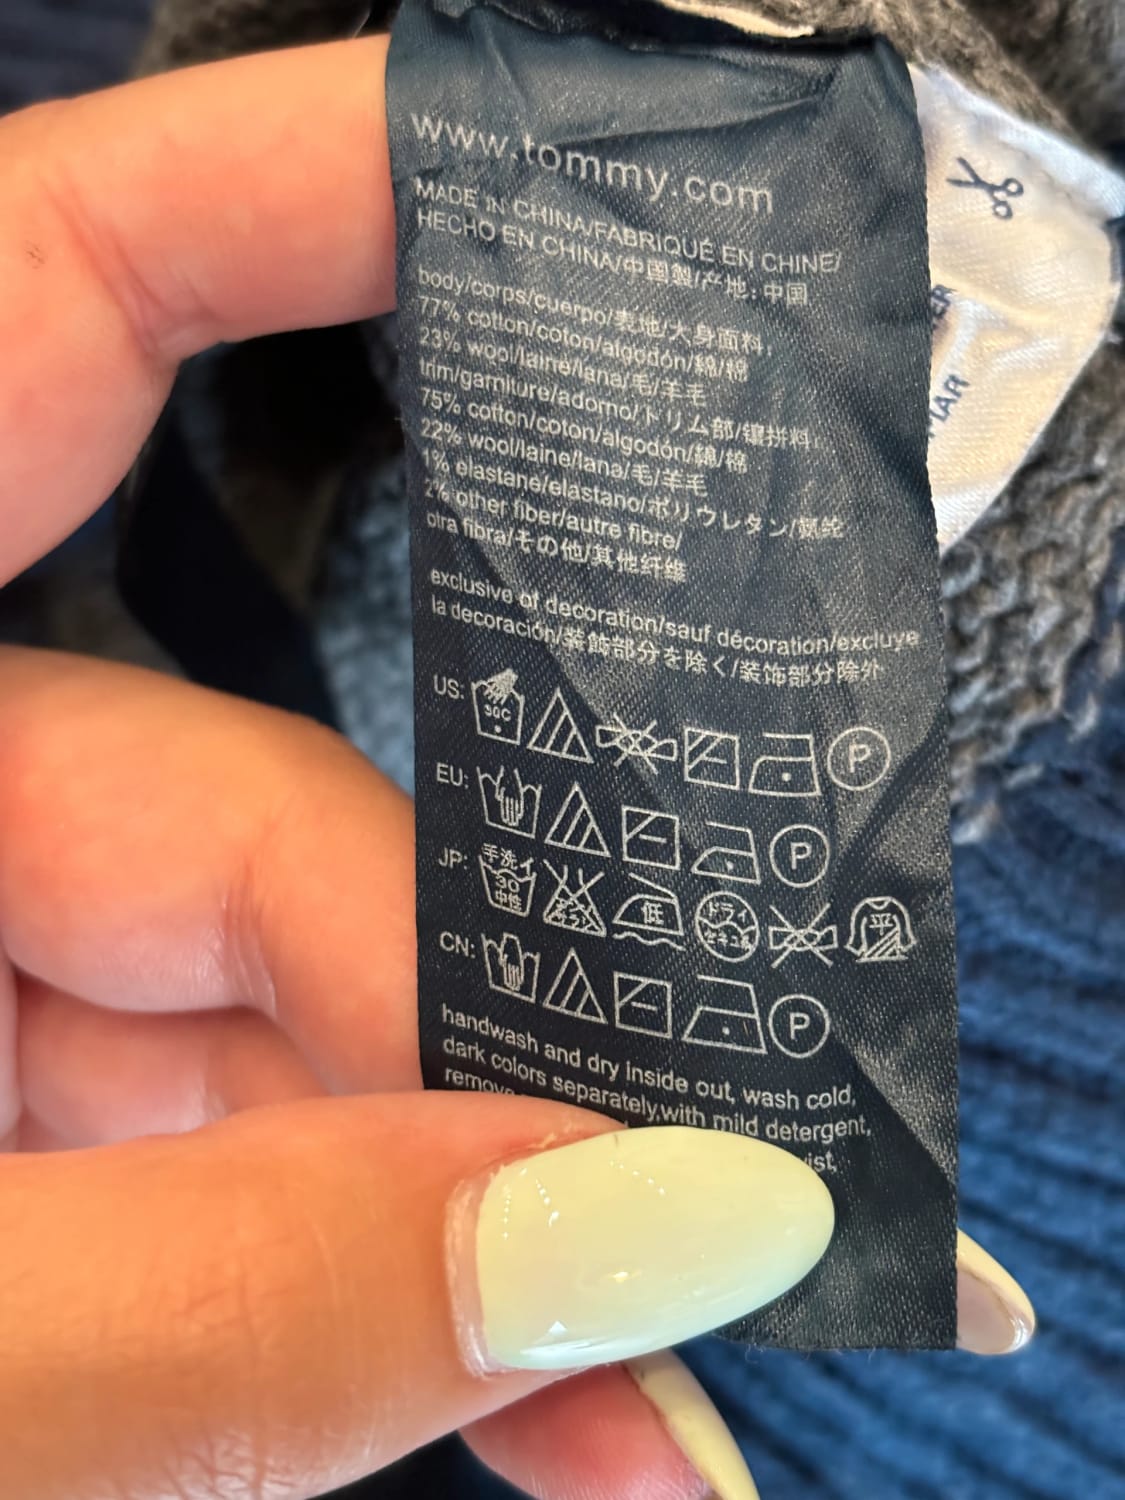 www.tommy.com
MADE IN CHINA/FABRIQUÉ EN CHINE/
HECHO EN CHINA/中国製/产地: 中国
body/corps/cuerpo/表地/大身面料,
77% cotton/coton/algodón/綿/棉
23% wool/laine/lana/毛/羊毛
trim/garniture/adorno/トリム部/镶拼料,
75% cotton/coton/algodón/綿/棉
22% wool/laine/lana/毛/羊毛
1% elastane/elastano/ポリウレタン/氨纶
2% other fiber/autre fibre/
otra fibra/その他/其他纤维
exclusive of decoration/sauf décoration/excluye
la decoración/装飾部分を除く/装饰部分除外
US: 30C P
EU: P
JP: 手洗イ 30 中性 低 ドライ 平
CN: P
handwash and dry inside out, wash cold,
dark colors separately,with mild detergent,
remove